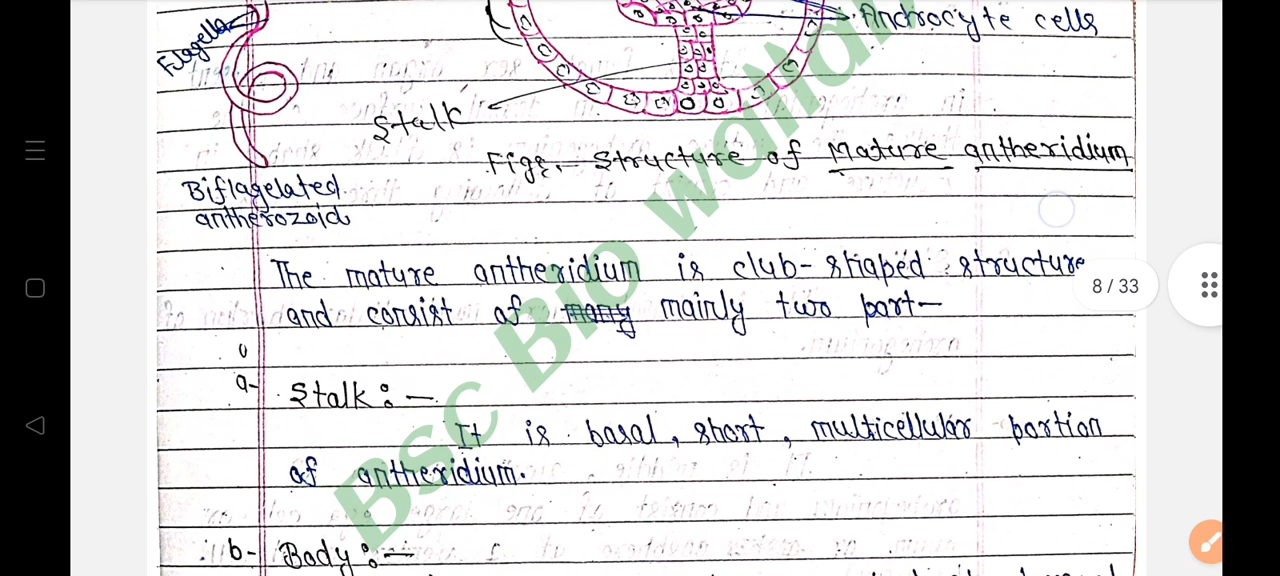 Flagella
Androcyte cells
Stalk
Fig:- Structure of Mature antheridium
Biflagelated
antherozoid
The mature antheridium is club-shaped structure
and consist of many mainly two part-
8 / 33
a- Stalk:-
It is basal, short, multicellular portion
of antheridium.
b- Body:-
BSC Bio Wallah